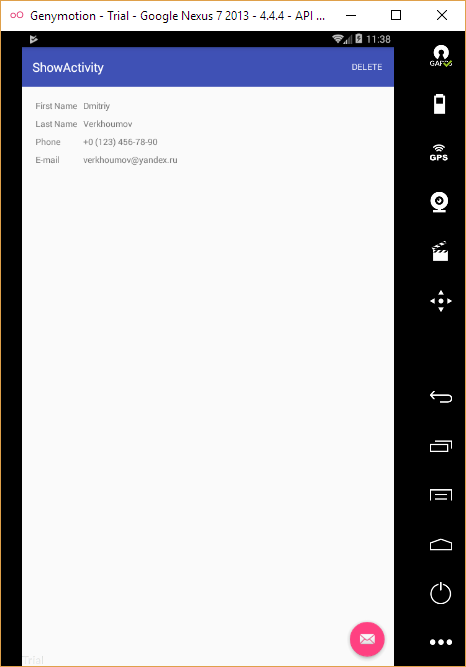 Genymotion - Trial - Google Nexus 7 2013 - 4.4.4 - API ...
11:38
ShowActivity
DELETE
First Name Dmitriy
Last Name Verkhoumov
Phone +0 (123) 456-78-90
E-mail verkhoumov@yandex.ru
GAPPS
GPS
Trial